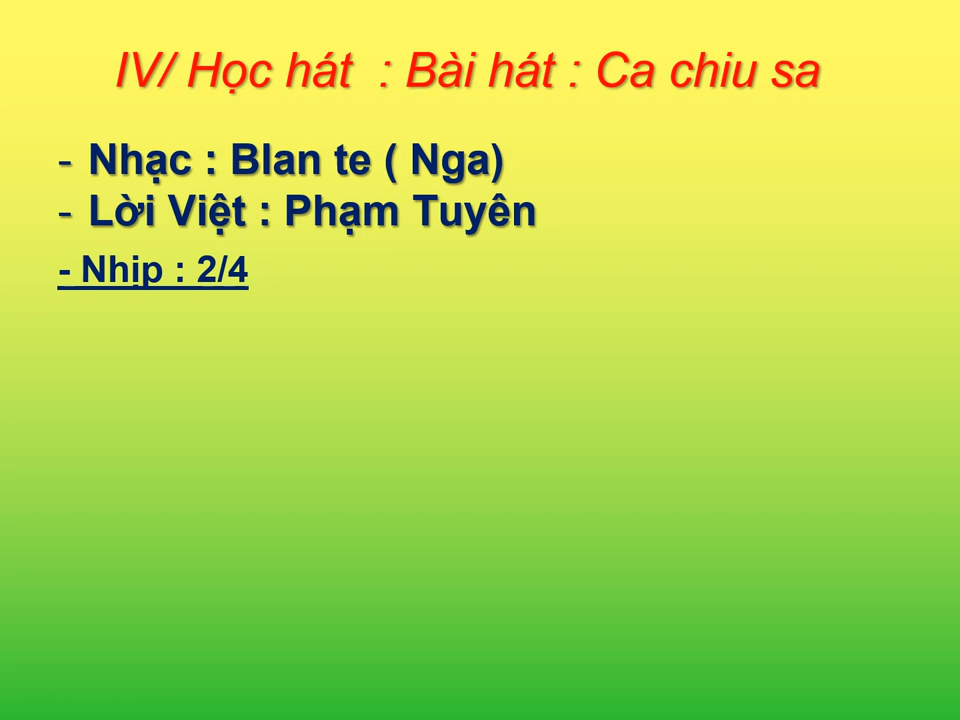 IV/ Học hát : Bài hát : Ca chiu sa
- Nhạc : Blan te ( Nga)
- Lời Việt : Phạm Tuyên
- Nhịp : 2/4